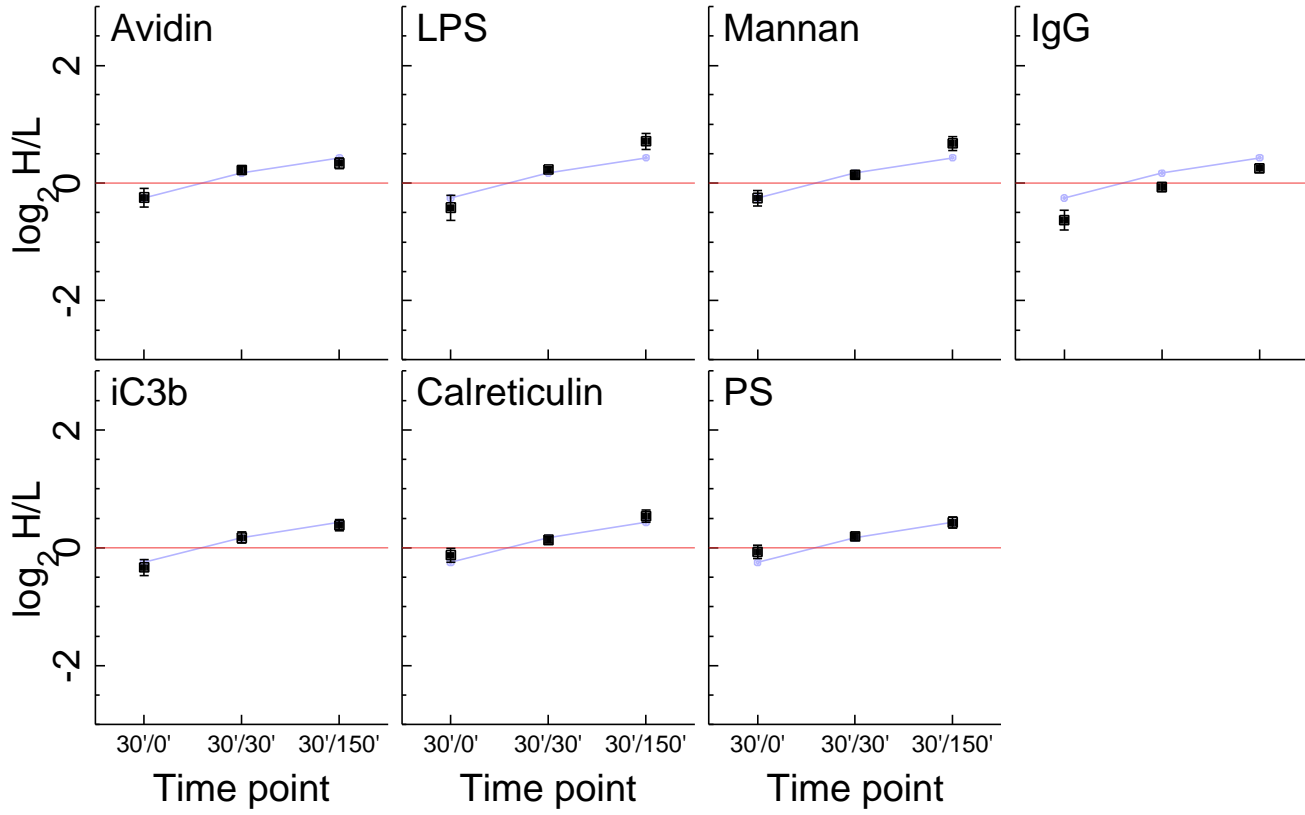 Avidin LPS Mannan IgG
2
0
-2
log2 H/L
iC3b Calreticulin PS
2
0
-2
log2 H/L
30'/0' 30'/30' 30'/150' 30'/0' 30'/30' 30'/150' 30'/0' 30'/30' 30'/150'
Time point Time point Time point